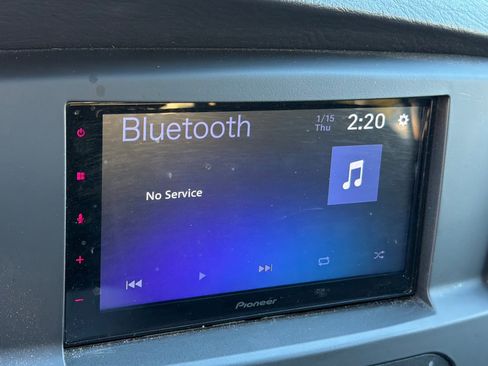 Bluetooth
1/15
Thu
2:20
No Service
Pioneer